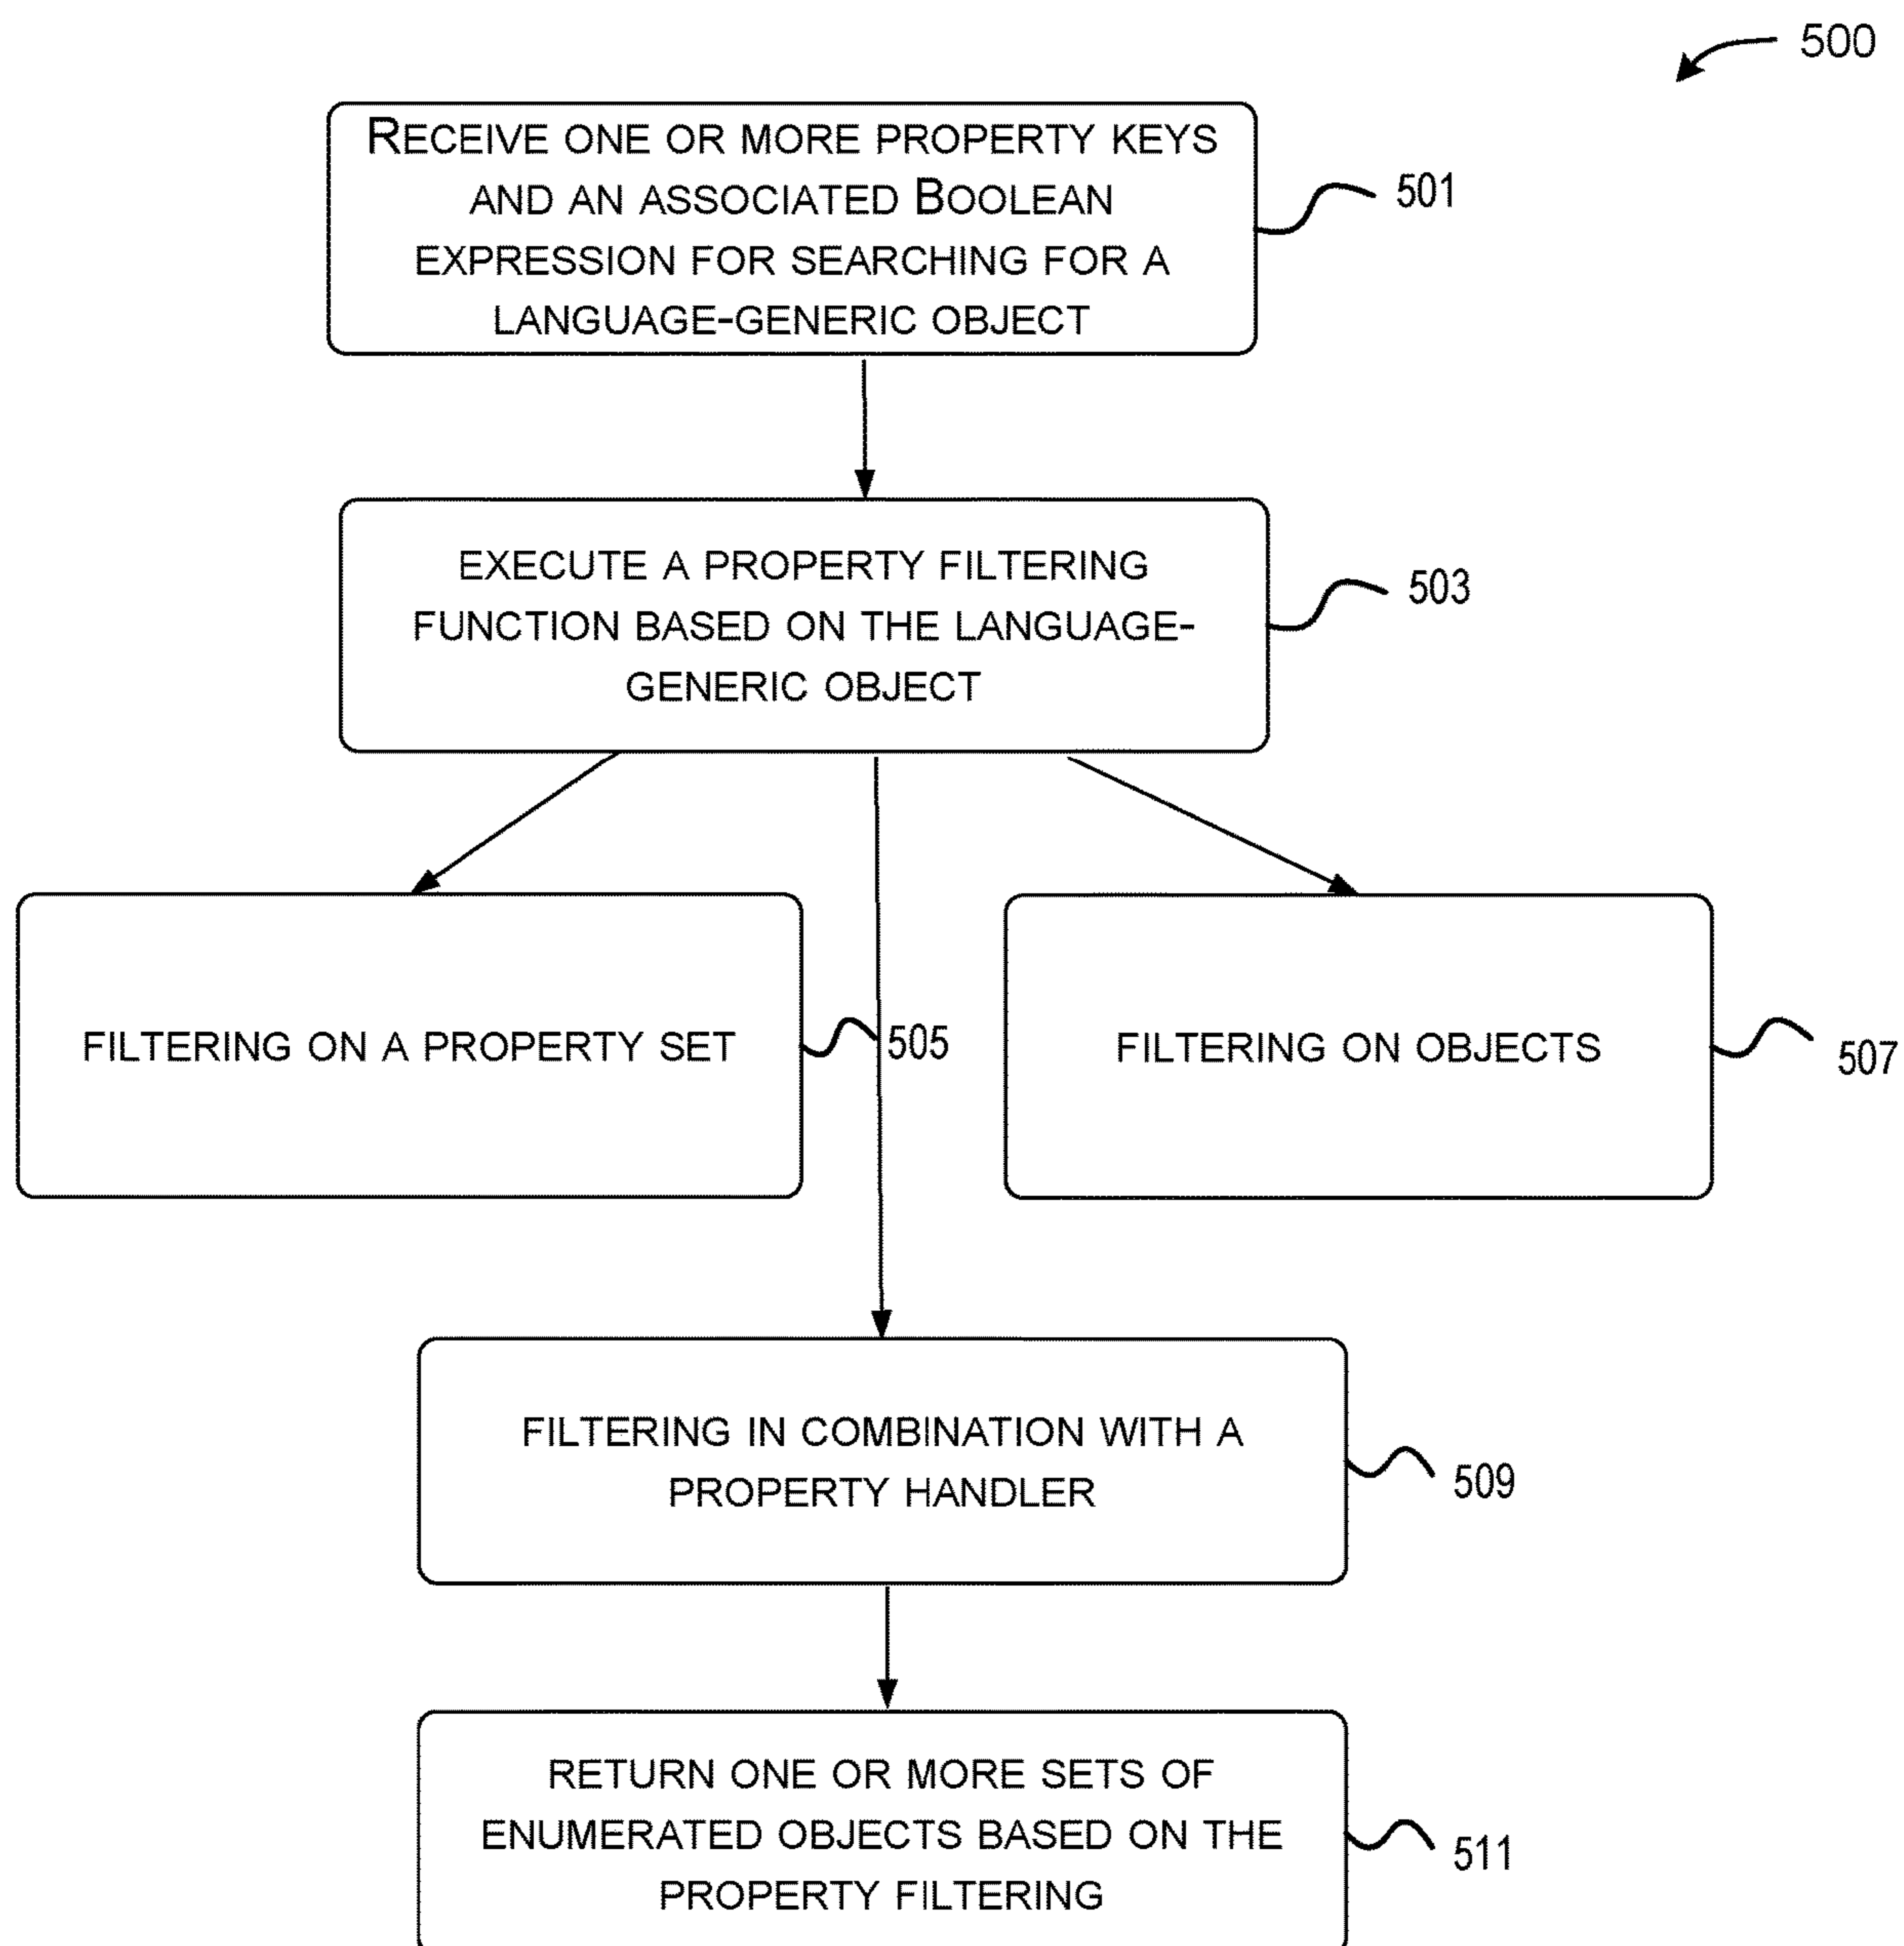 500
RECEIVE ONE OR MORE PROPERTY KEYS
AND AN ASSOCIATED BOOLEAN
EXPRESSION FOR SEARCHING FOR A
LANGUAGE-GENERIC OBJECT
501
EXECUTE A PROPERTY FILTERING
FUNCTION BASED ON THE LANGUAGE-
GENERIC OBJECT
503
FILTERING ON A PROPERTY SET
505
FILTERING ON OBJECTS
507
FILTERING IN COMBINATION WITH A
PROPERTY HANDLER
509
RETURN ONE OR MORE SETS OF
ENUMERATED OBJECTS BASED ON THE
PROPERTY FILTERING
511